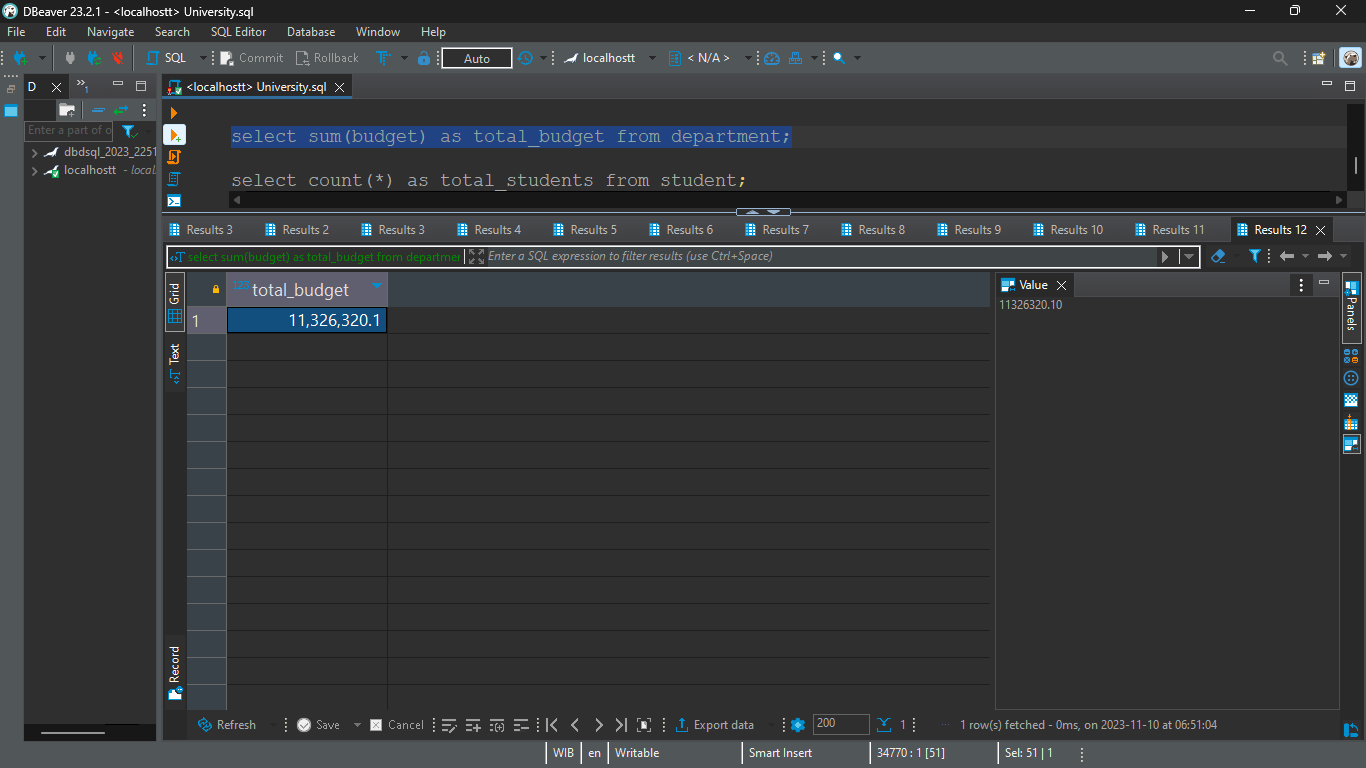 DBeaver 23.2.1 - <localhostt> University.sql
File Edit Navigate Search SQL Editor Database Window Help
SQL Commit Rollback Auto localhostt < N/A >
D »1 <localhostt> University.sql
Enter a part of o
dbdsql_2023_2251
localhostt - local
select sum(budget) as total_budget from department;
select count(*) as total_students from student;
Results 3 Results 2 Results 3 Results 4 Results 5 Results 6 Results 7 Results 8 Results 9 Results 10 Results 11 Results 12
select sum(budget) as total_budget from departmer Enter a SQL expression to filter results (use Ctrl+Space)
Grid
Text
Record
123 total_budget
1 11,326,320.1
Value
11326320.10
Panels
Refresh Save Cancel Export data 200 1 ... 1 row(s) fetched - 0ms, on 2023-11-10 at 06:51:04
WIB en Writable Smart Insert 34770 : 1 [51] Sel: 51 | 1